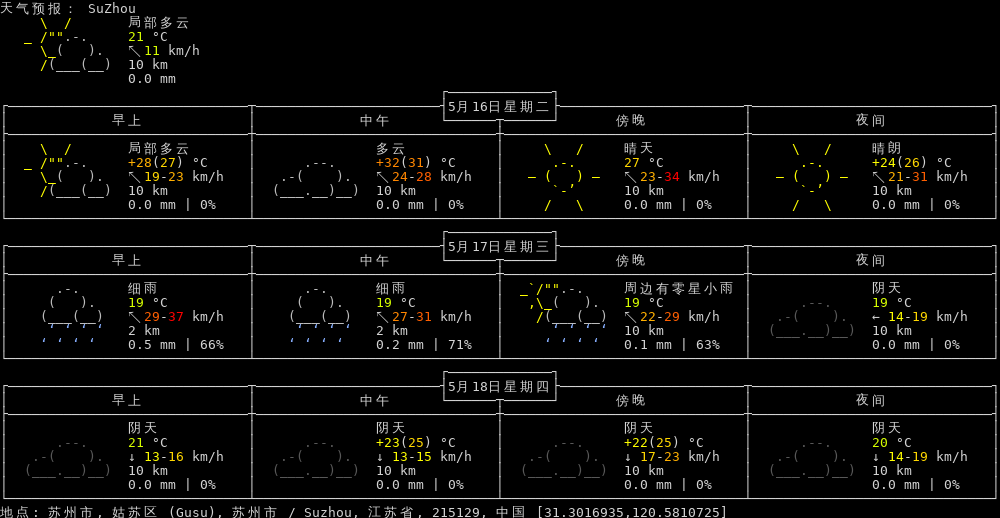 天气预报： SuZhou
局部多云
21 °C
↖11 km/h
10 km
0.0 mm
5月16日星期二
早上 中午 傍晚 夜间
局部多云 多云 晴天 晴朗
+28(27) °C +32(31) °C 27 °C +24(26) °C
↖19-23 km/h ↖24-28 km/h ↖23-34 km/h ↖21-31 km/h
10 km 10 km 10 km 10 km
0.0 mm | 0% 0.0 mm | 0% 0.0 mm | 0% 0.0 mm | 0%
5月17日星期三
早上 中午 傍晚 夜间
细雨 细雨 周边有零星小雨 阴天
19 °C 19 °C 19 °C 19 °C
↖29-37 km/h ↖27-31 km/h ↖22-29 km/h ← 14-19 km/h
2 km 2 km 10 km 10 km
0.5 mm | 66% 0.2 mm | 71% 0.1 mm | 63% 0.0 mm | 0%
5月18日星期四
早上 中午 傍晚 夜间
阴天 阴天 阴天 阴天
21 °C +23(25) °C +22(25) °C 20 °C
↓ 13-16 km/h ↓ 13-15 km/h ↓ 17-23 km/h ↓ 14-19 km/h
10 km 10 km 10 km 10 km
0.0 mm | 0% 0.0 mm | 0% 0.0 mm | 0% 0.0 mm | 0%
地点: 苏州市, 姑苏区 (Gusu), 苏州市 / Suzhou, 江苏省, 215129, 中国 [31.3016935,120.5810725]